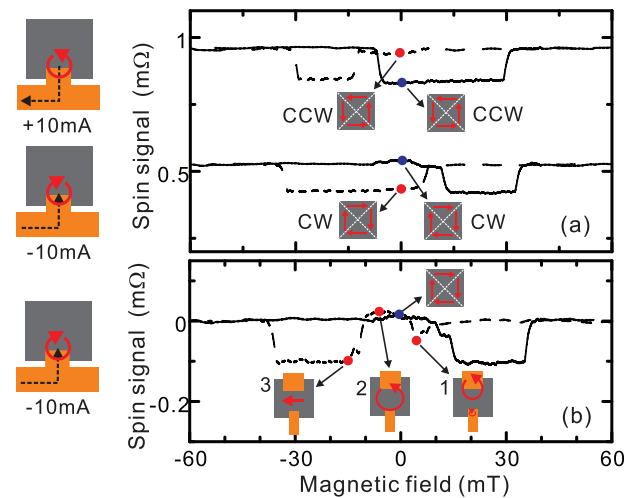 +10mA
-10mA
-10mA
Spin signal (mΩ)
1
0.5
CCW
CCW
CW
CW
(a)
Spin signal (mΩ)
0
-0.2
3
2
1
(b)
-60
-30
0
30
60
Magnetic field (mT)